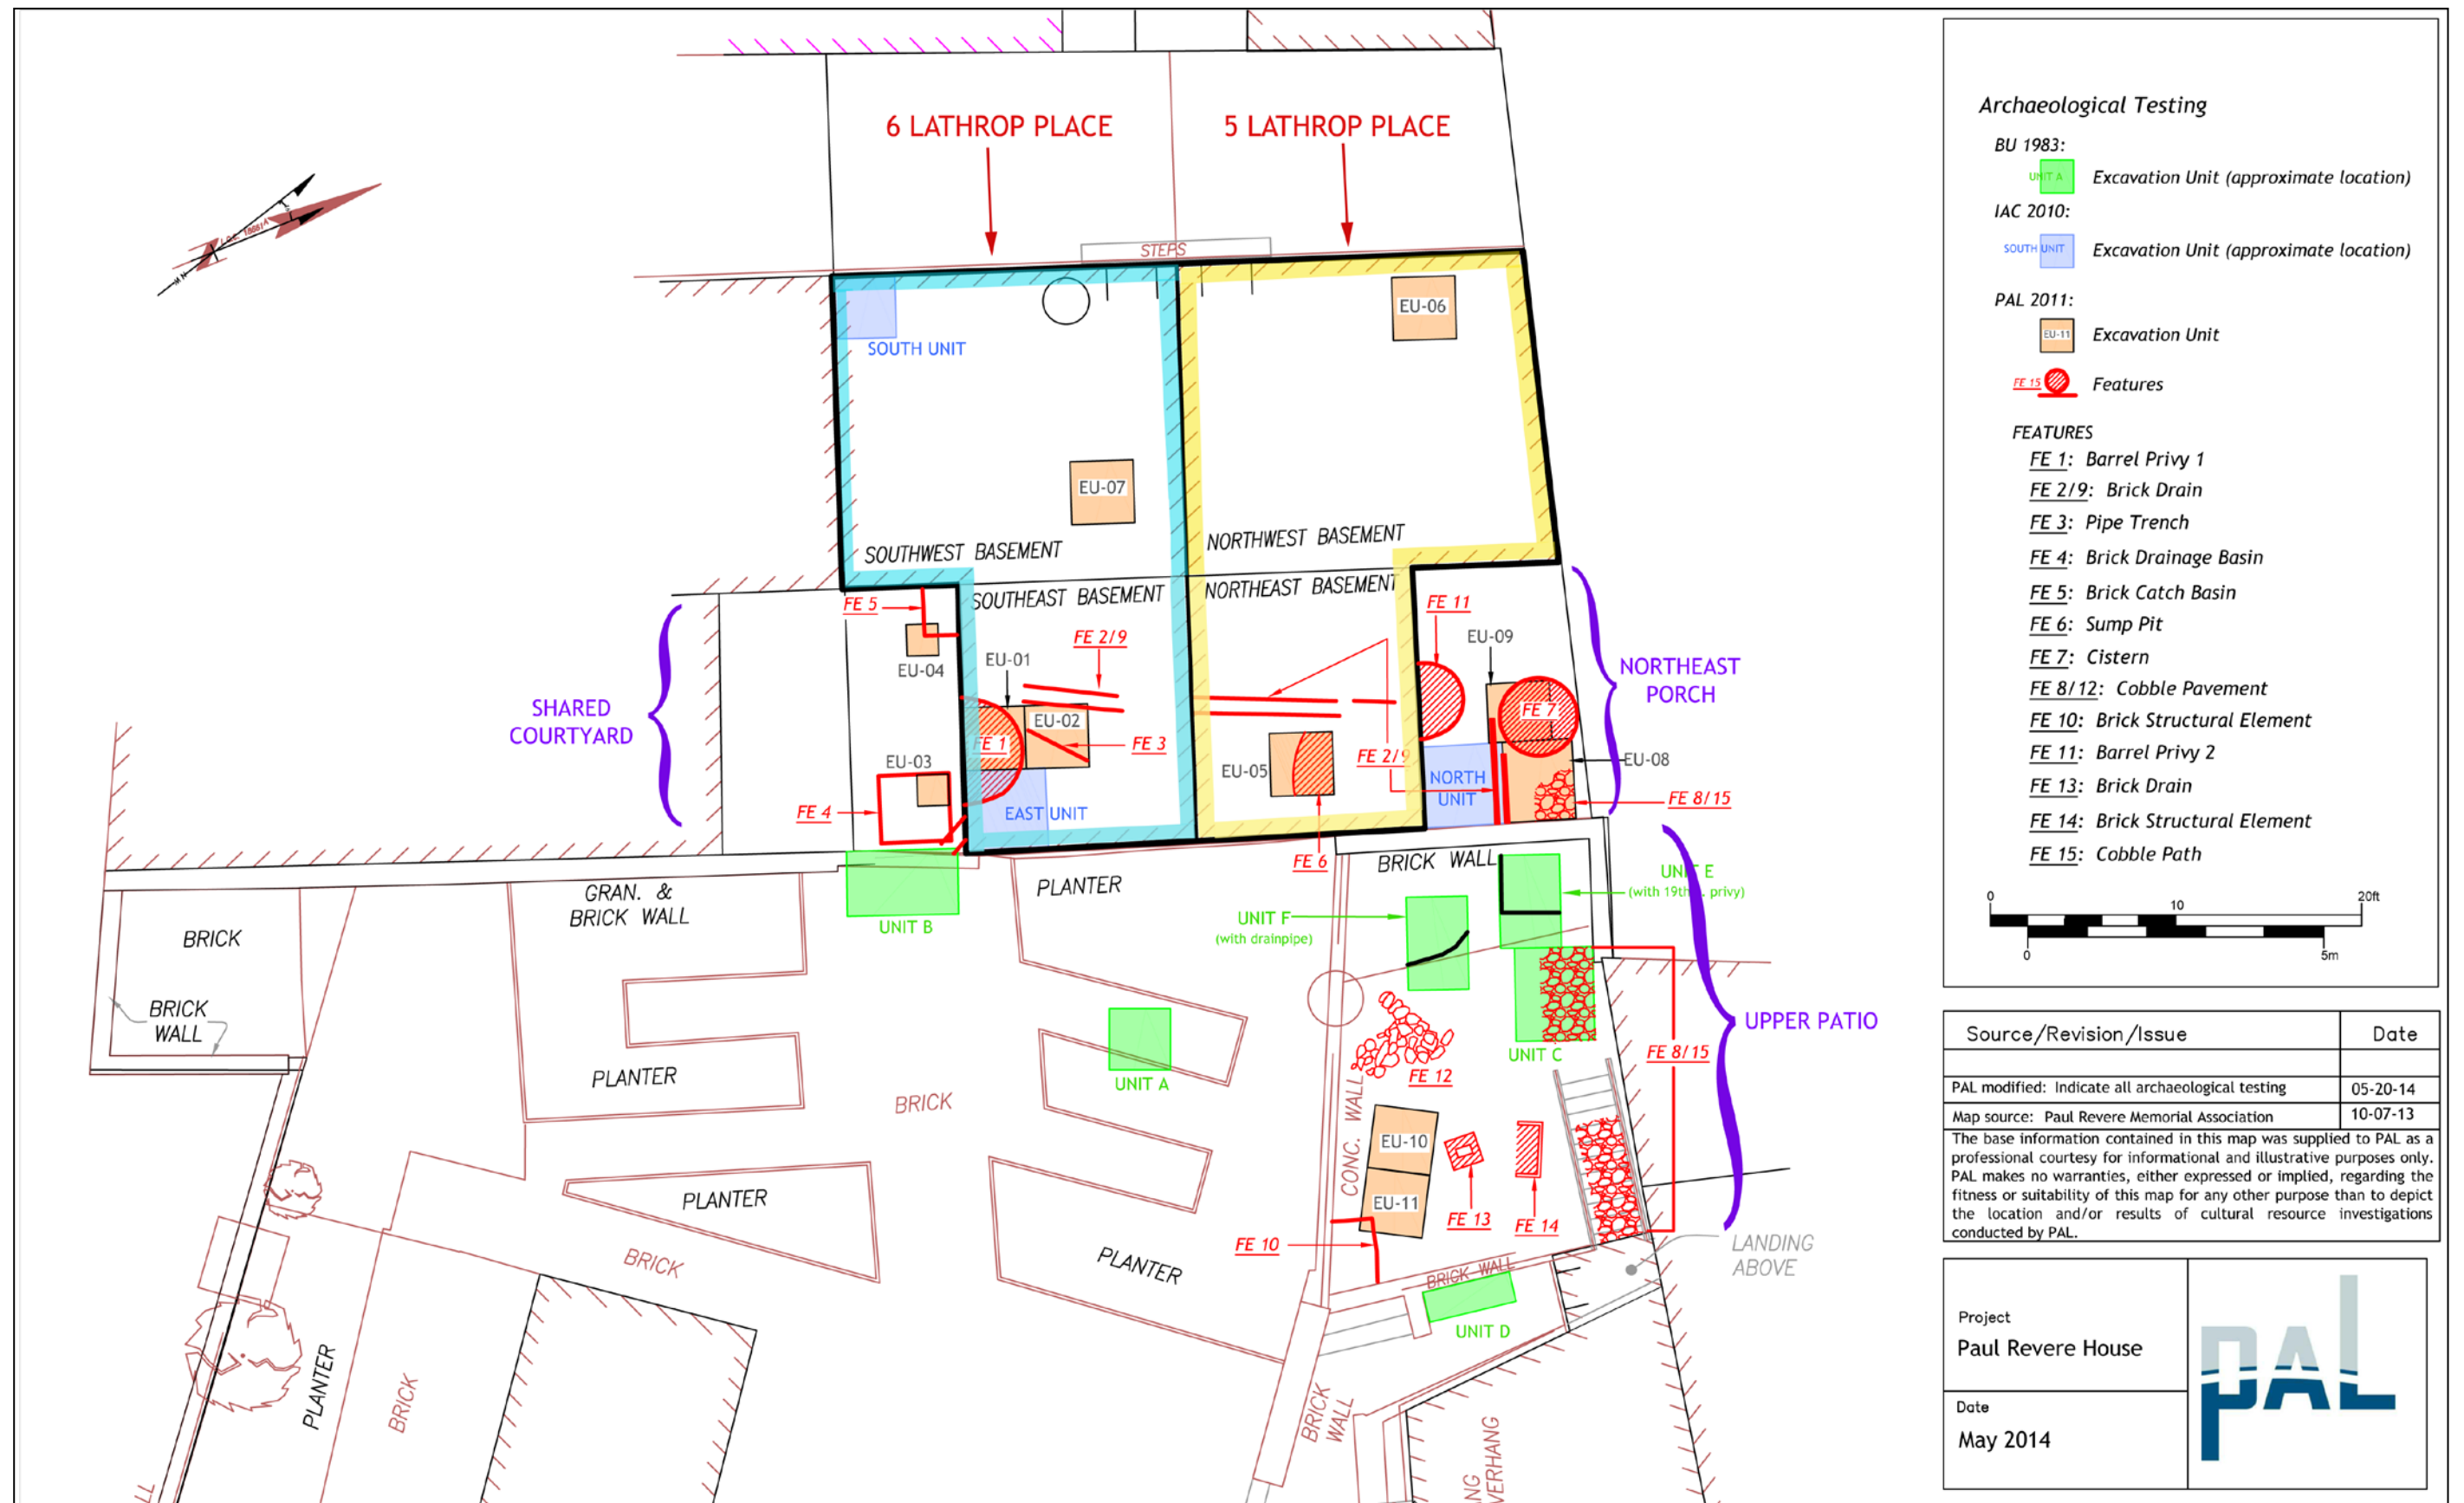 6 LATHROP PLACE
5 LATHROP PLACE
STEPS
EU-06
SOUTH UNIT
EU-07
SOUTHWEST BASEMENT
NORTHWEST BASEMENT
SOUTHEAST BASEMENT
NORTHEAST BASEMENT
FE 5
EU-04
EU-01
FE 2/9
FE 11
EU-09
NORTHEAST
PORCH
SHARED
COURTYARD
EU-02
FE 7
FE 1
FE 3
EU-03
EU-05
FE 2/9
EU-08
NORTH
UNIT
FE 4
EAST UNIT
FE 8/15
FE 6
BRICK WALL
GRAN. &
BRICK WALL
PLANTER
UNIT E
UNIT B
UNIT F
(with drainpipe)
BRICK
BRICK
WALL
PLANTER
UNIT A
BRICK
UNIT C
FE 8/15
FE 12
UPPER PATIO
CONC. WALL
EU-10
EU-11
FE 13
FE 14
FE 10
PLANTER
PLANTER
BRICK
BRICK WALL
UNIT D
LANDING
ABOVE
PLANTER
BRICK
BRICK
WALL
Archaeological Testing
BU 1983:
UNIT A
Excavation Unit (approximate location)
IAC 2010:
SOUTH UNIT
Excavation Unit (approximate location)
PAL 2011:
EU-11
Excavation Unit
FE 15
Features
FEATURES
FE 1: Barrel Privy 1
FE 2/9: Brick Drain
FE 3: Pipe Trench
FE 4: Brick Drainage Basin
FE 5: Brick Catch Basin
FE 6: Sump Pit
FE 7: Cistern
FE 8/12: Cobble Pavement
FE 10: Brick Structural Element
FE 11: Barrel Privy 2
FE 13: Brick Drain
FE 14: Brick Structural Element
FE 15: Cobble Path
0 10 20ft
0 5m
Source/Revision/Issue Date
PAL modified: Indicate all archaeological testing 05-20-14
Map source: Paul Revere Memorial Association 10-07-13
The base information contained in this map was supplied to PAL as a
professional courtesy for informational and illustrative purposes only.
PAL makes no warranties, either expressed or implied, regarding the
fitness or suitability of this map for any other purpose than to depict
the location and/or results of cultural resource investigations
conducted by PAL.
Project
Paul Revere House
Date
May 2014
PAL